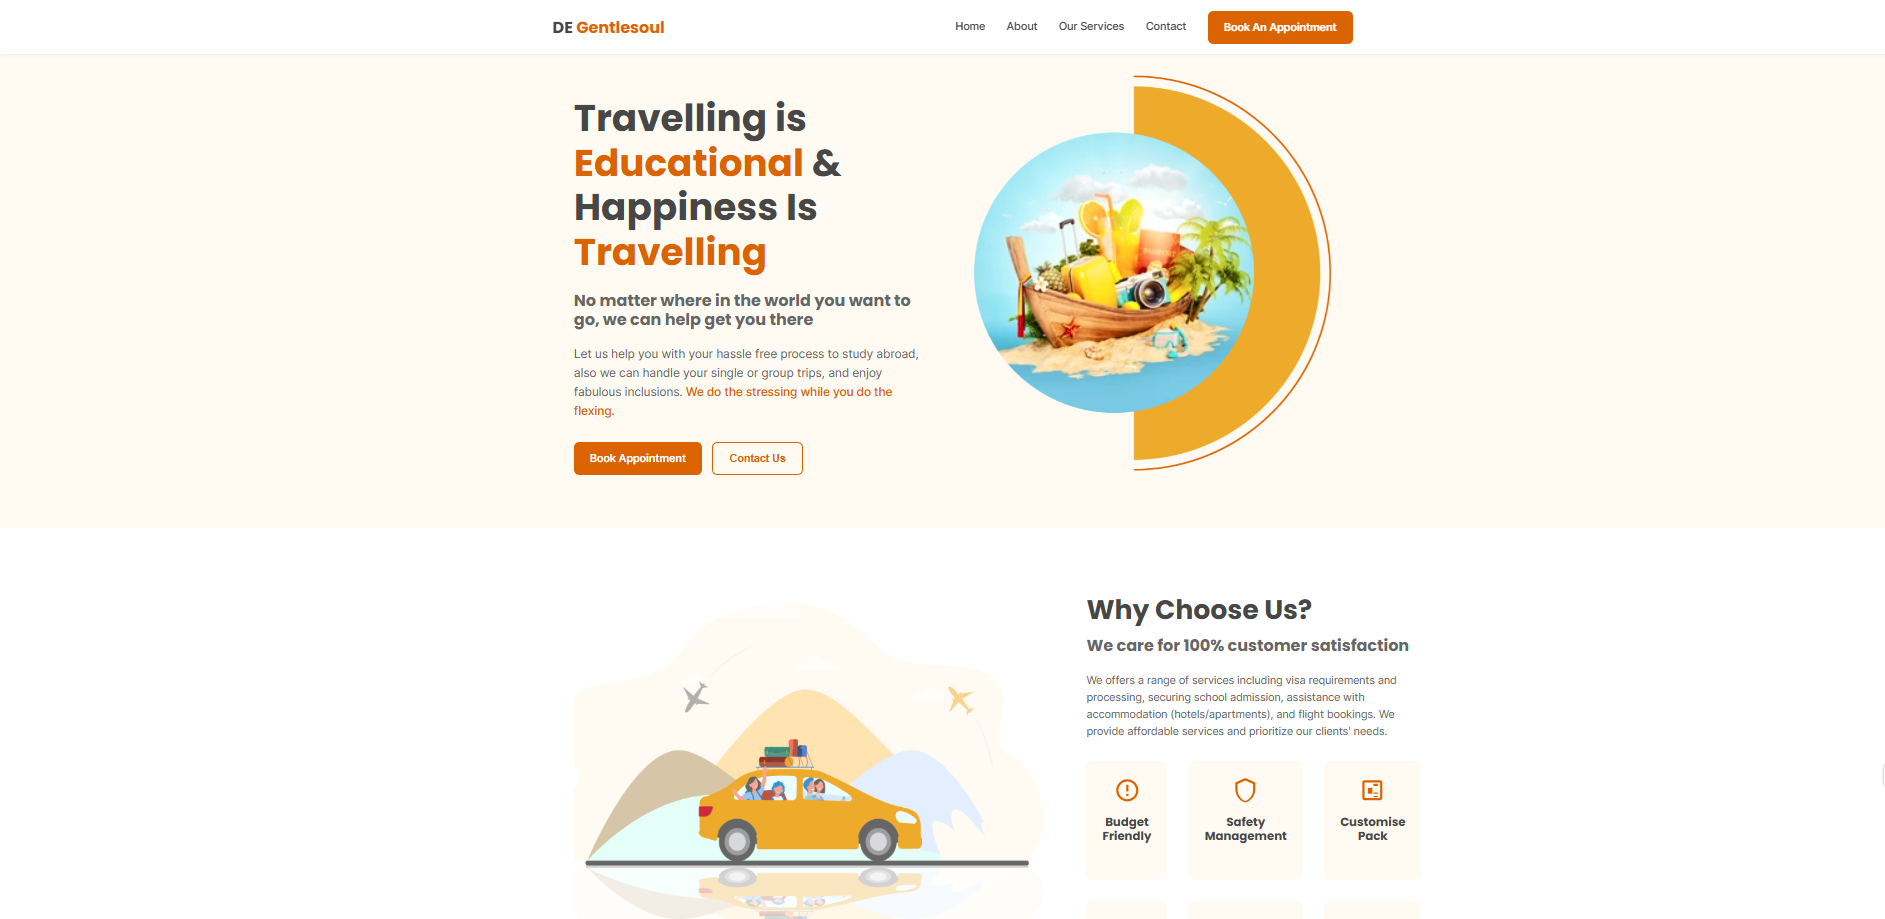 DE Gentlesoul
Home
About
Our Services
Contact
Book An Appointment
Travelling is
Educational &
Happiness Is
Travelling
No matter where in the world you want to
go, we can help get you there
Let us help you with your hassle free process to study abroad,
also we can handle your single or group trips, and enjoy
fabulous inclusions. We do the stressing while you do the
flexing.
Book Appointment
Contact Us
PASSPORT
Why Choose Us?
We care for 100% customer satisfaction
We offers a range of services including visa requirements and
processing, securing school admission, assistance with
accommodation (hotels/apartments), and flight bookings. We
provide affordable services and prioritize our clients' needs.
Budget
Friendly
Safety
Management
Customise
Pack